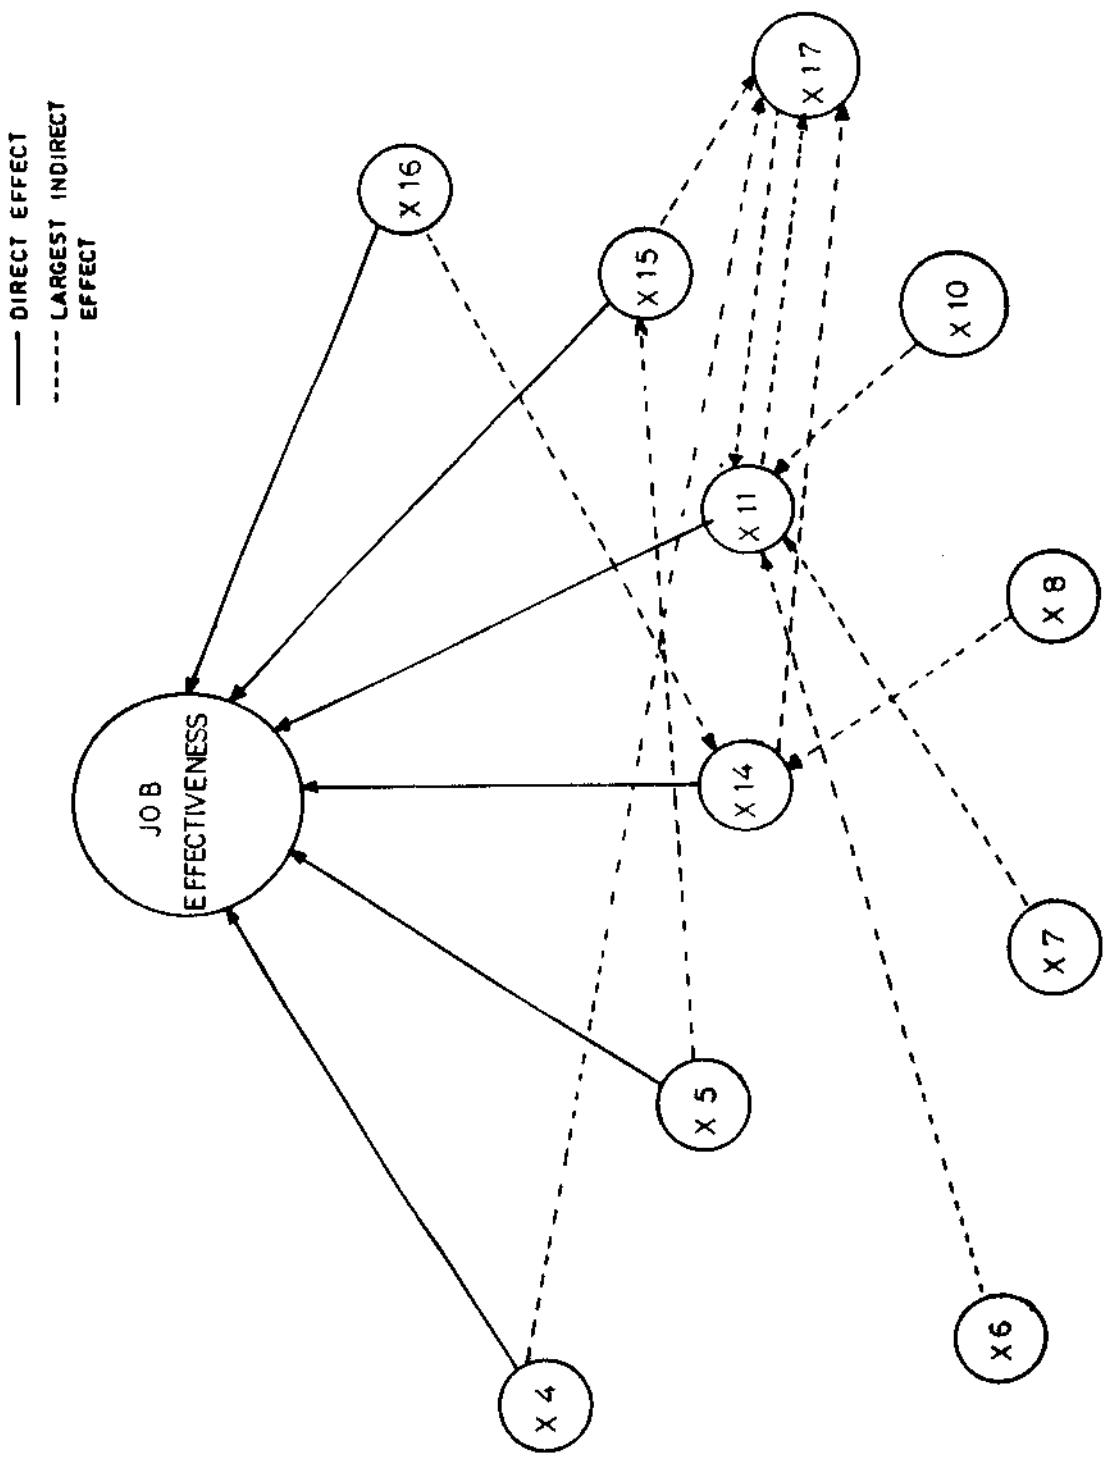 DIRECT EFFECT
LARGEST INDIRECT
EFFECT
JOB
EFFECTIVENESS
X 4
X 5
X 14
X 11
X 15
X 16
X 17
X 6
X 7
X 8
X 10